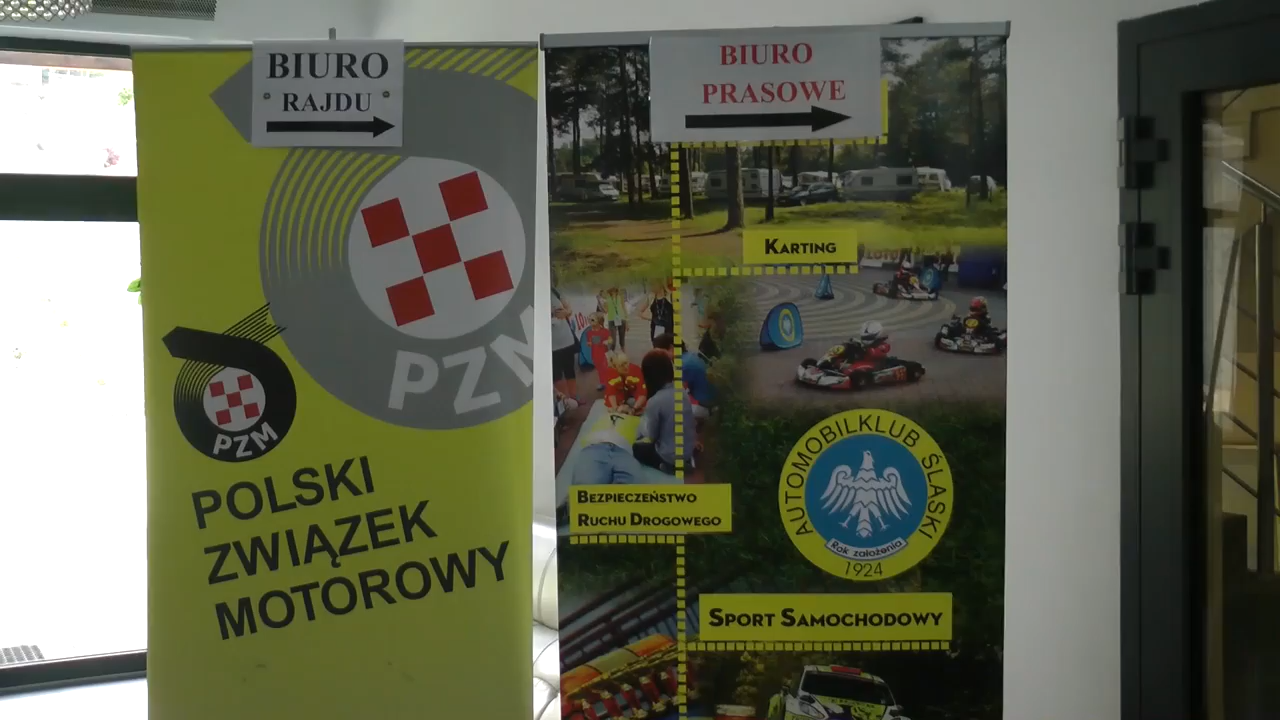 BIURO
RAJDU
PZM
PZM
POLSKI
ZWIĄZEK
MOTOROWY
BIURO
PRASOWE
KARTING
BEZPIECZEŃSTWO
RUCHU DROGOWEGO
AUTOMOBILKLUB ŚLĄSKI
Rok założenia
1924
SPORT SAMOCHODOWY